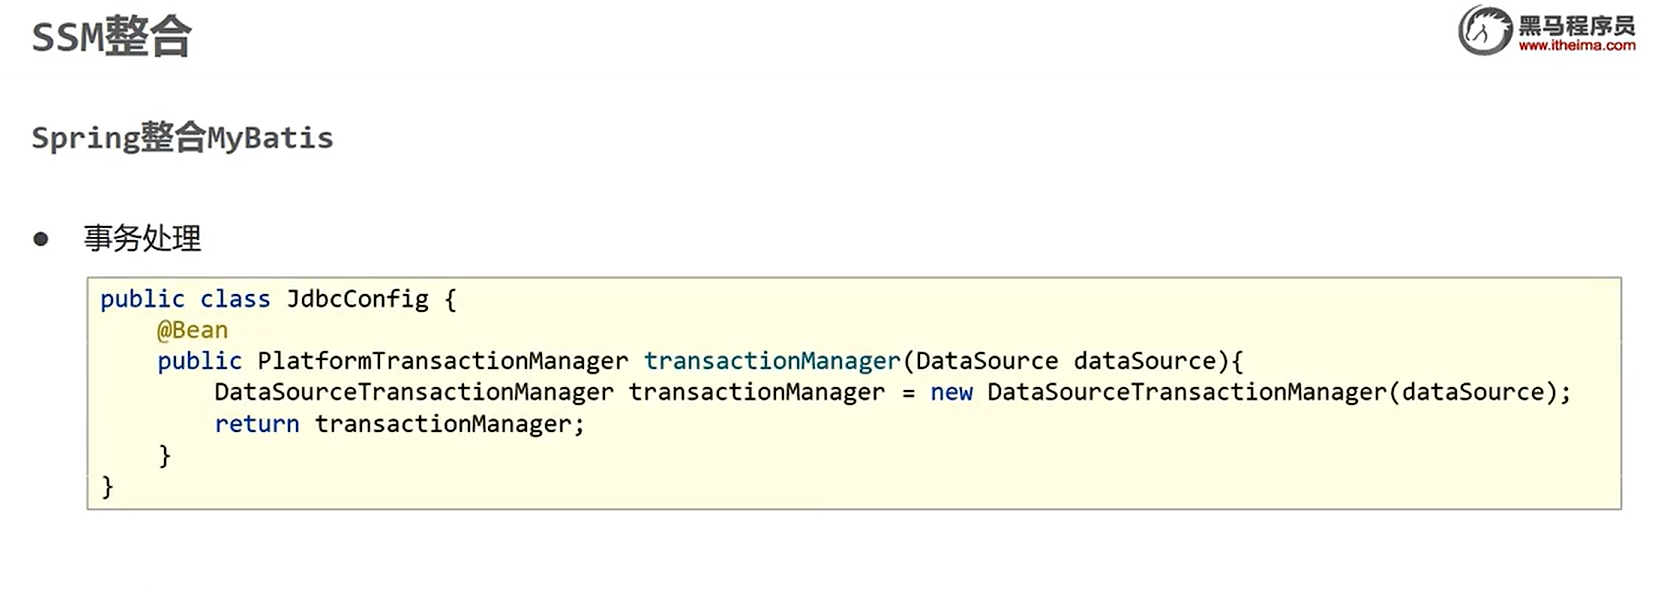 SSM整合
黑马程序员
www.itheima.com
Spring整合MyBatis
● 事务处理
public class JdbcConfig {
    @Bean
    public PlatformTransactionManager transactionManager(DataSource dataSource){
        DataSourceTransactionManager transactionManager = new DataSourceTransactionManager(dataSource);
        return transactionManager;
    }
}